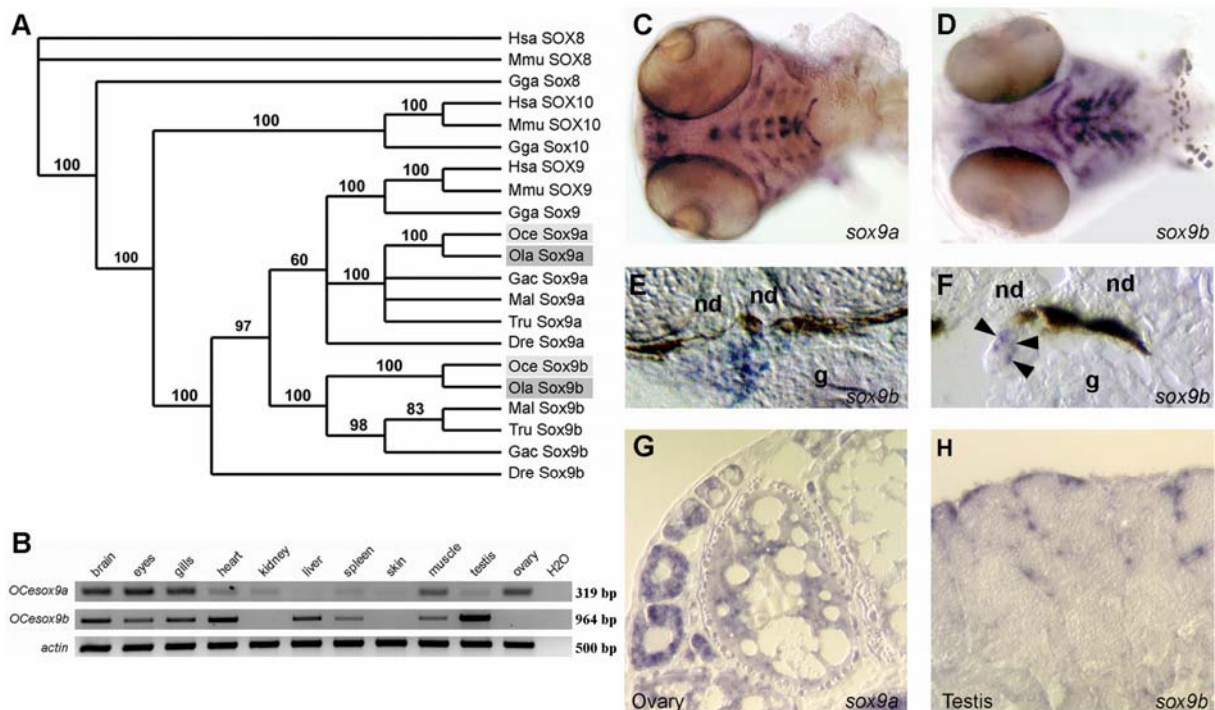 A
Hsa SOX8
Mmu SOX8
Gga Sox8
100
Hsa SOX10
100
Mmu SOX10
Gga Sox10
100
100
Hsa SOX9
100
Mmu SOX9
Gga Sox9
100
Oce Sox9a
100
Ola Sox9a
60
100
Gac Sox9a
Mal Sox9a
Tru Sox9a
Dre Sox9a
97
Oce Sox9b
100
Ola Sox9b
100
100
83
Mal Sox9b
98
Tru Sox9b
Gac Sox9b
Dre Sox9b
B
brain eyes gills heart kidney liver spleen skin muscle testis ovary H2O
OCesox9a 319 bp
OCesox9b 964 bp
actin 500 bp
C
sox9a
D
sox9b
E
nd nd
g
sox9b
F
nd nd
g
sox9b
G
Ovary sox9a
H
Testis sox9b